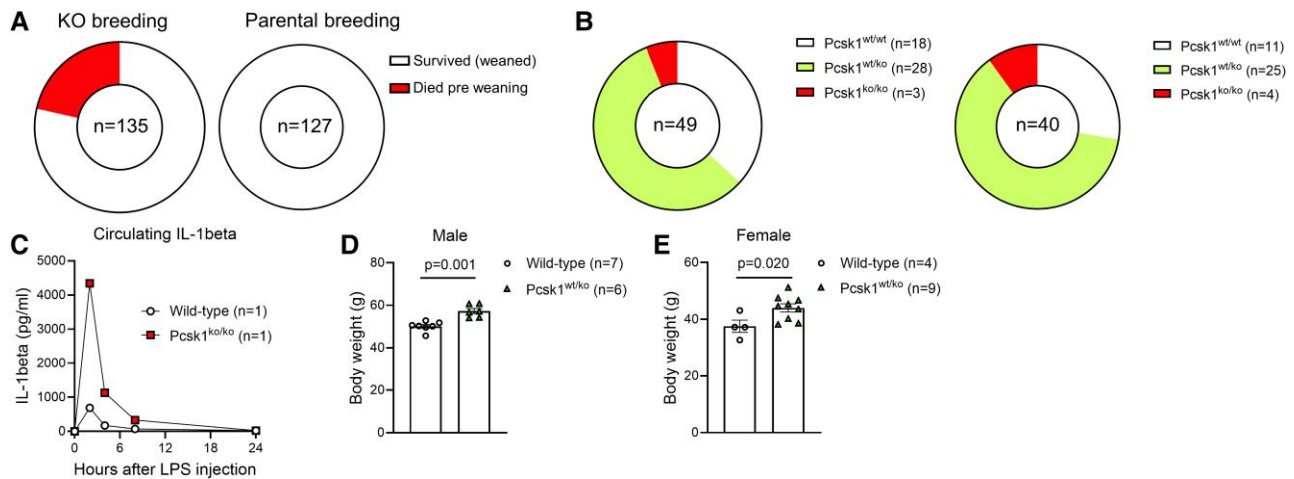 A
KO breeding
Parental breeding
n=135
n=127
Survived (weaned)
Died pre weaning
B
n=49
Pcsk1wt/wt (n=18)
Pcsk1wt/ko (n=28)
Pcsk1ko/ko (n=3)
n=40
Pcsk1wt/wt (n=11)
Pcsk1wt/ko (n=25)
Pcsk1ko/ko (n=4)
C
Circulating IL-1beta
IL-1beta (pg/ml)
5000
4000
3000
2000
1000
0
0 6 12 18 24
Hours after LPS injection
Wild-type (n=1)
Pcsk1ko/ko (n=1)
D
Male
p=0.001
Body weight (g)
80
60
40
20
0
Wild-type (n=7)
Pcsk1wt/ko (n=6)
E
Female
p=0.020
Body weight (g)
60
40
20
0
Wild-type (n=4)
Pcsk1wt/ko (n=9)